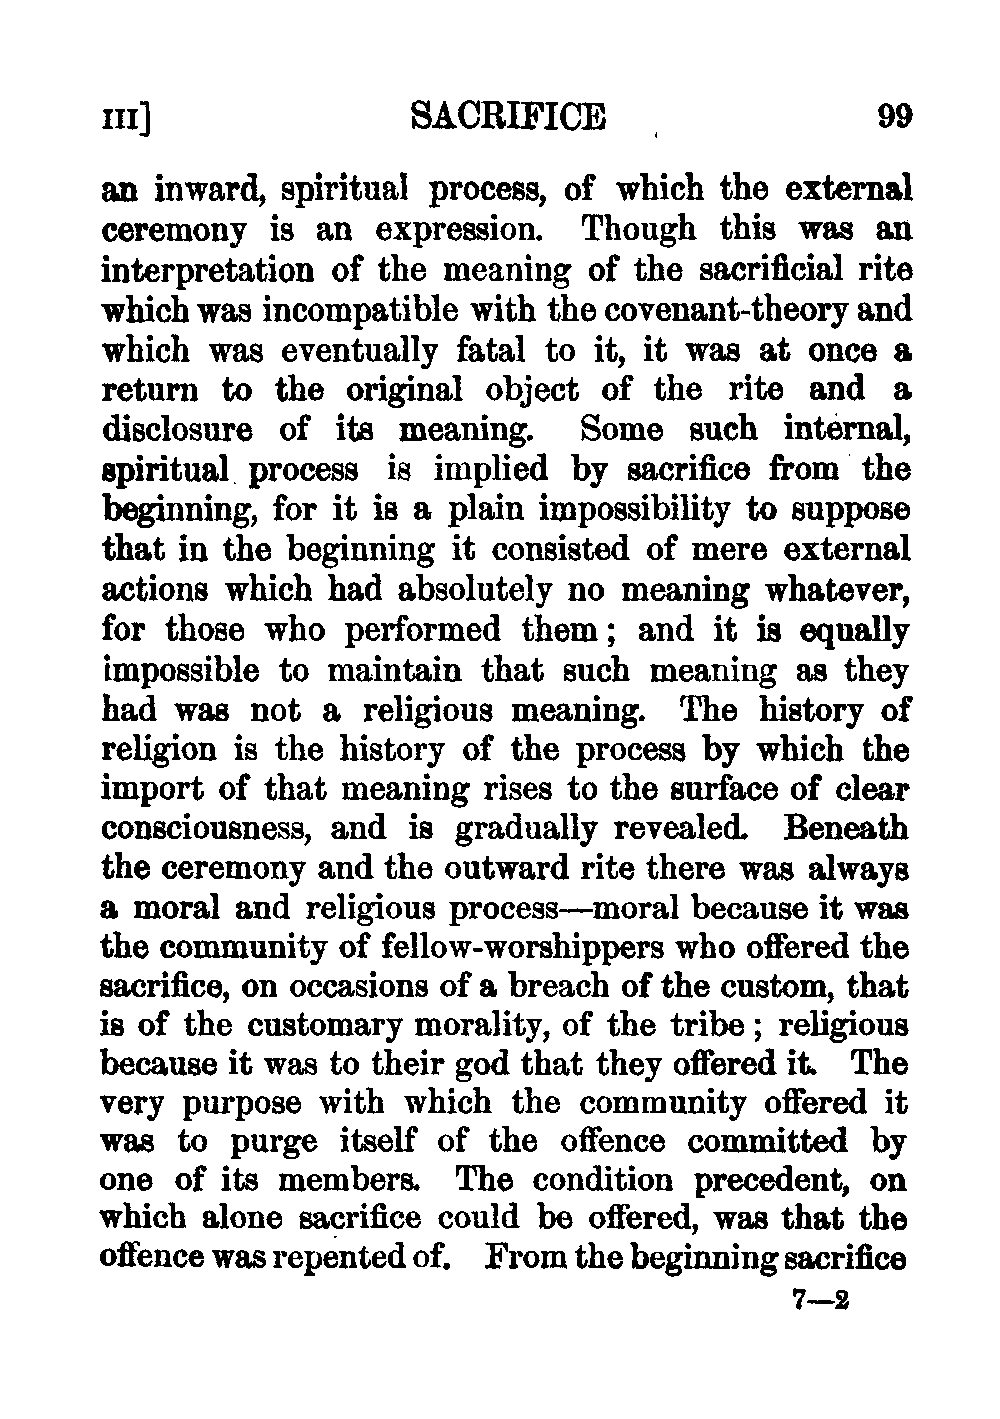 III] SACRIFICE 99
an inward, spiritual process, of which the external
ceremony is an expression. Though this was an
interpretation of the meaning of the sacrificial rite
which was incompatible with the covenant-theory and
which was eventually fatal to it, it was at once a
return to the original object of the rite and a
disclosure of its meaning. Some such internal,
spiritual process is implied by sacrifice from the
beginning, for it is a plain impossibility to suppose
that in the beginning it consisted of mere external
actions which had absolutely no meaning whatever,
for those who performed them; and it is equally
impossible to maintain that such meaning as they
had was not a religious meaning. The history of
religion is the history of the process by which the
import of that meaning rises to the surface of clear
consciousness, and is gradually revealed. Beneath
the ceremony and the outward rite there was always
a moral and religious process—moral because it was
the community of fellow-worshippers who offered the
sacrifice, on occasions of a breach of the custom, that
is of the customary morality, of the tribe; religious
because it was to their god that they offered it. The
very purpose with which the community offered it
was to purge itself of the offence committed by
one of its members. The condition precedent, on
which alone sacrifice could be offered, was that the
offence was repented of. From the beginning sacrifice
7—2